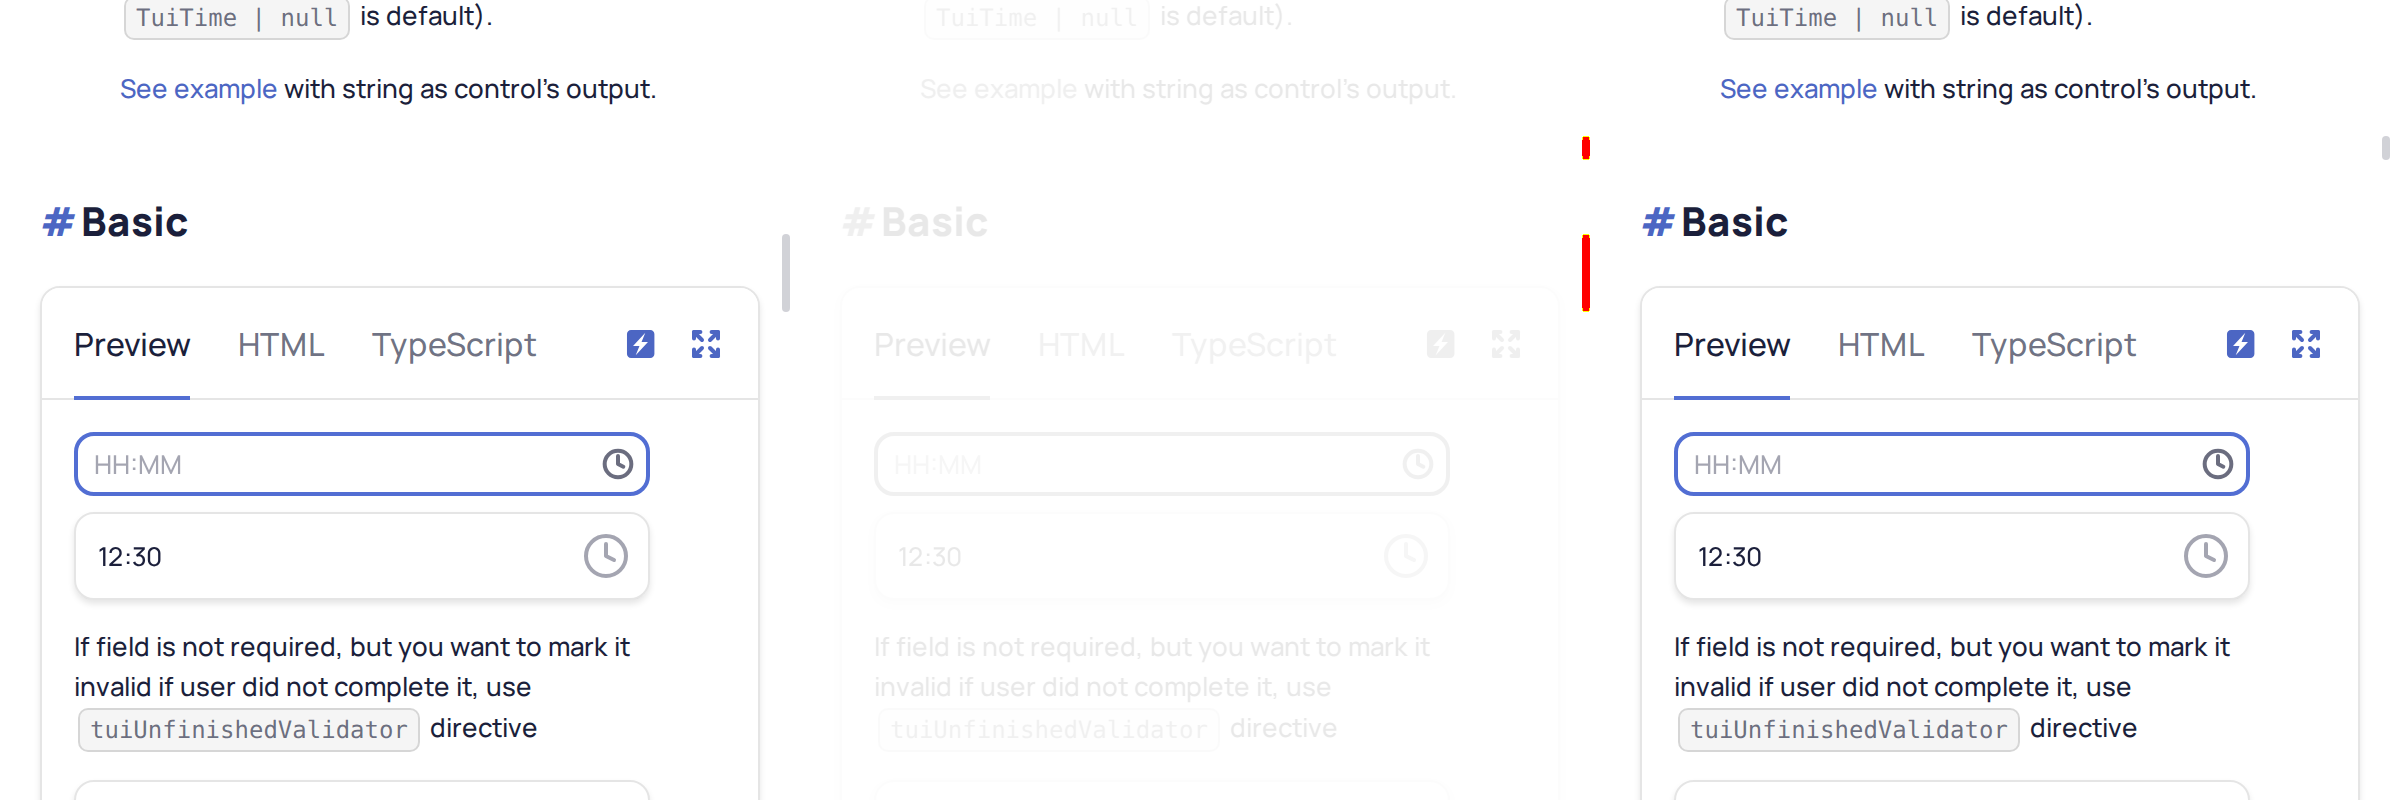 TuiTime | null is default).
See example with string as control's output.
# Basic
Preview HTML TypeScript
HH:MM
12:30
If field is not required, but you want to mark it
invalid if user did not complete it, use
tuiUnfinishedValidator directive
TuiTime | null is default).
See example with string as control's output.
# Basic
Preview HTML TypeScript
HH:MM
12:30
If field is not required, but you want to mark it
invalid if user did not complete it, use
tuiUnfinishedValidator directive
TuiTime | null is default).
See example with string as control's output.
# Basic
Preview HTML TypeScript
HH:MM
12:30
If field is not required, but you want to mark it
invalid if user did not complete it, use
tuiUnfinishedValidator directive